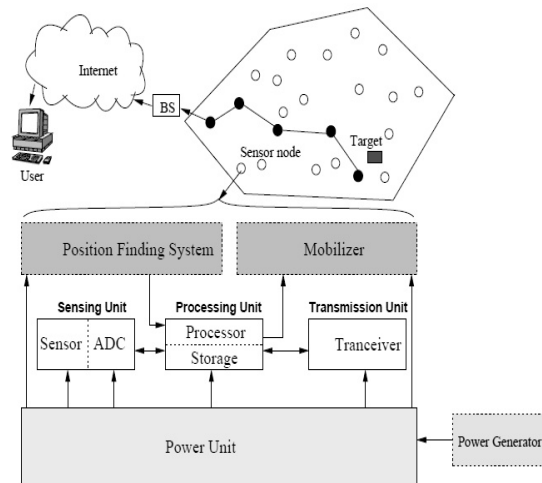 Internet
BS
User
Sensor node
Target
Position Finding System
Mobilizer
Sensing Unit
Processing Unit
Transmission Unit
Sensor
ADC
Processor
Storage
Tranceiver
Power Unit
Power Generator